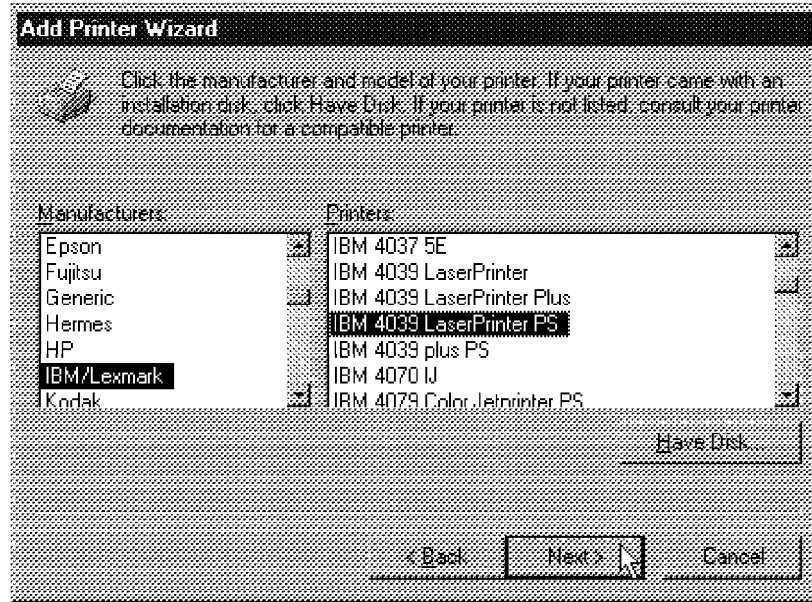 Add Printer Wizard
Click the manufacturer and model of your printer. If your printer came with an
installation disk, click Have Disk. If your printer is not listed, consult your printer
documentation for a compatible printer.
Manufacturers:
Epson
Fujitsu
Generic
Hermes
HP
IBM/Lexmark
Kodak
Printers:
IBM 4037 5E
IBM 4039 LaserPrinter
IBM 4039 LaserPrinter Plus
IBM 4039 LaserPrinter PS
IBM 4039 plus PS
IBM 4070 IJ
IBM 4079 Color Jetprinter PS
Have Disk...
< Back Next > Cancel